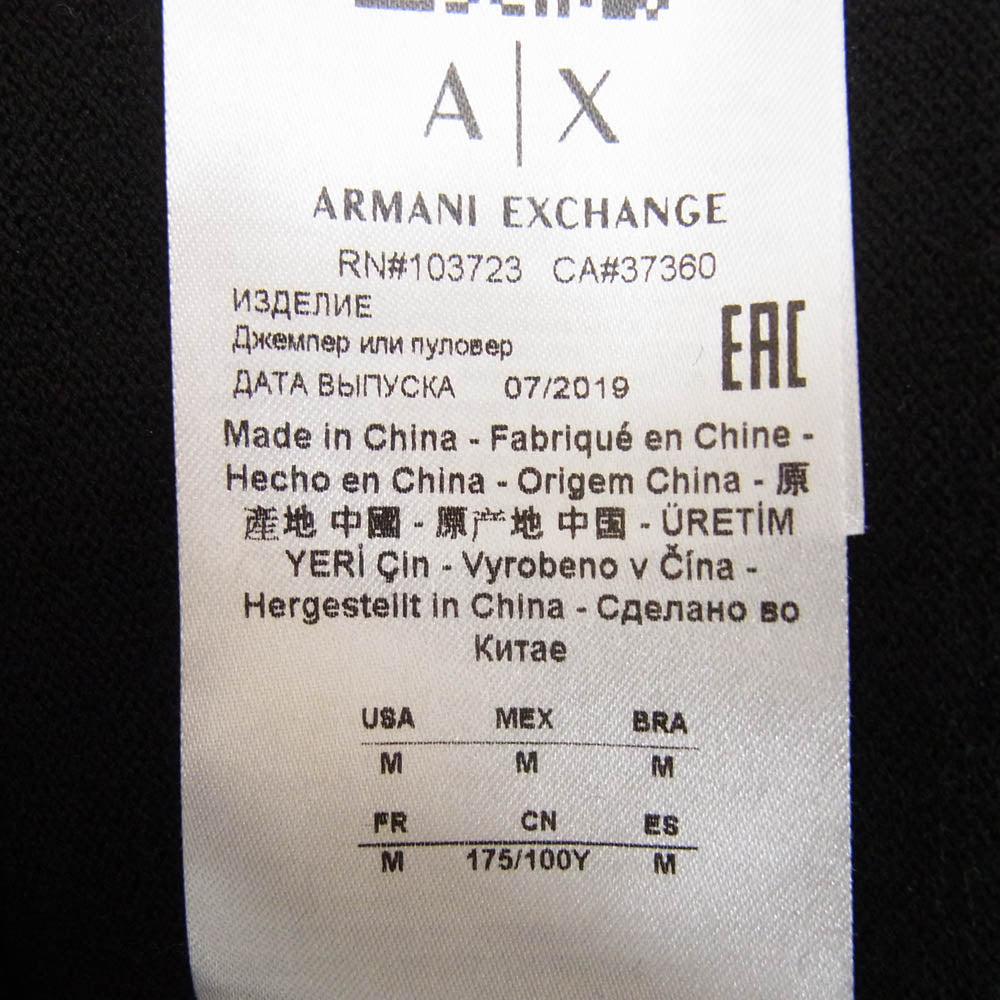 A|X
ARMANI EXCHANGE
RN#103723 CA#37360
ИЗДЕЛИЕ
Джемпер или пуловер
ДАТА ВЫПУСКА 07/2019
EAC
Made in China - Fabriqué en Chine -
Hecho en China - Origem China - 原
產地 中國 - 原产地 中国 - ÜRETİM
YERİ Çin - Vyrobeno v Čína -
Hergestellt in China - Сделано во
Китае
USA MEX BRA
M M M
FR CN ES
M 175/100Y M